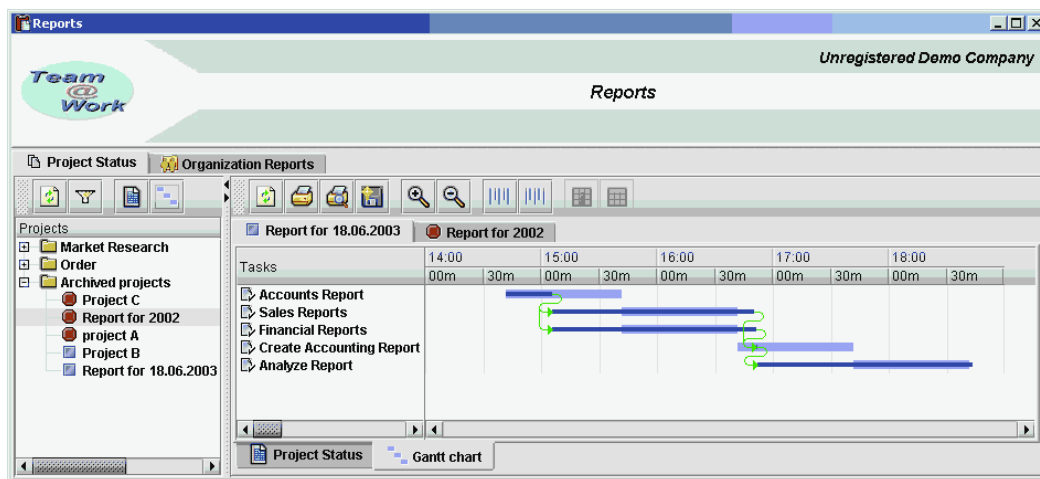 Reports
Unregistered Demo Company
Team
@
Work
Reports
Project Status
Organization Reports
Projects
Market Research
Order
Archived projects
Project C
Report for 2002
project A
Project B
Report for 18.06.2003
Report for 18.06.2003
Report for 2002
Tasks
14:00 15:00 16:00 17:00 18:00
00m 30m 00m 30m 00m 30m 00m 30m 00m 30m
Accounts Report
Sales Reports
Financial Reports
Create Accounting Report
Analyze Report
Project Status
Gantt chart